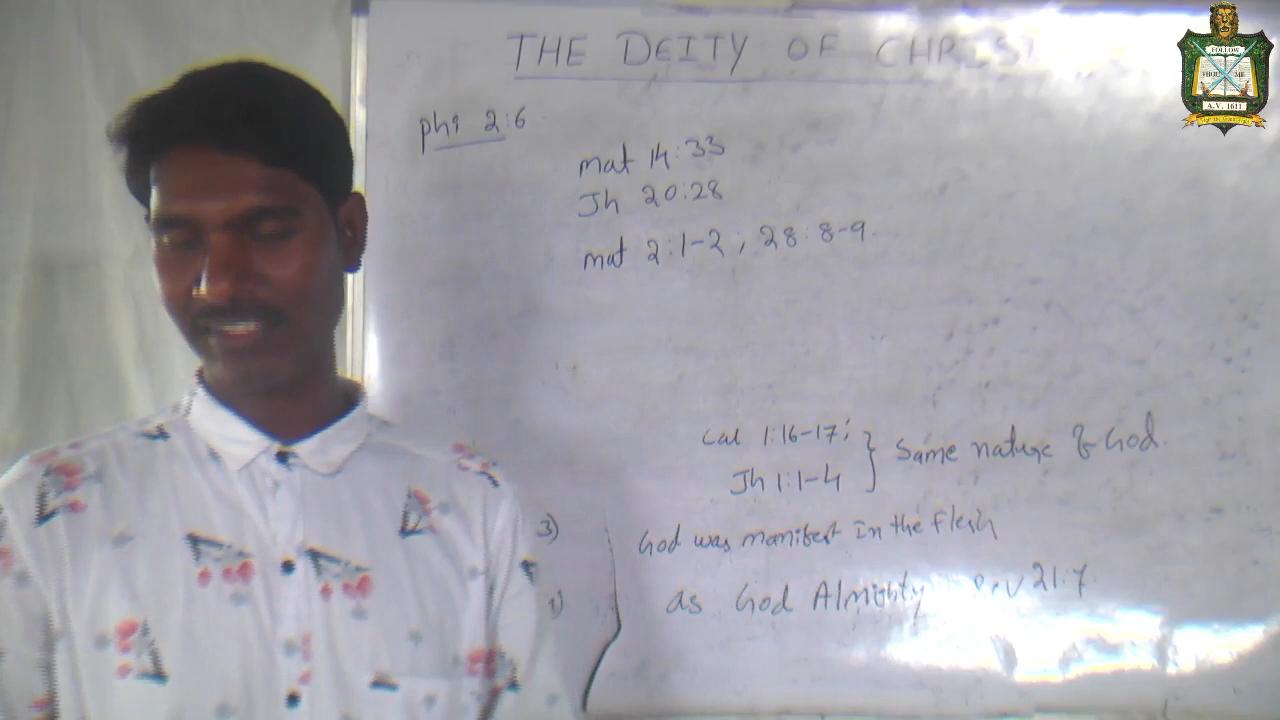 THE DEITY OF CHRIST
phi 2:6
mat 14:33
Jh 20:28
mat 2:1-2; 28:8-9.
Col 1:16-17;
Jh 1:1-4
Same nature of God.
3) God was manifest in the flesh
as God Almighty Rev 21:7.
FOLLOW
THOU ME
A.V. 1611